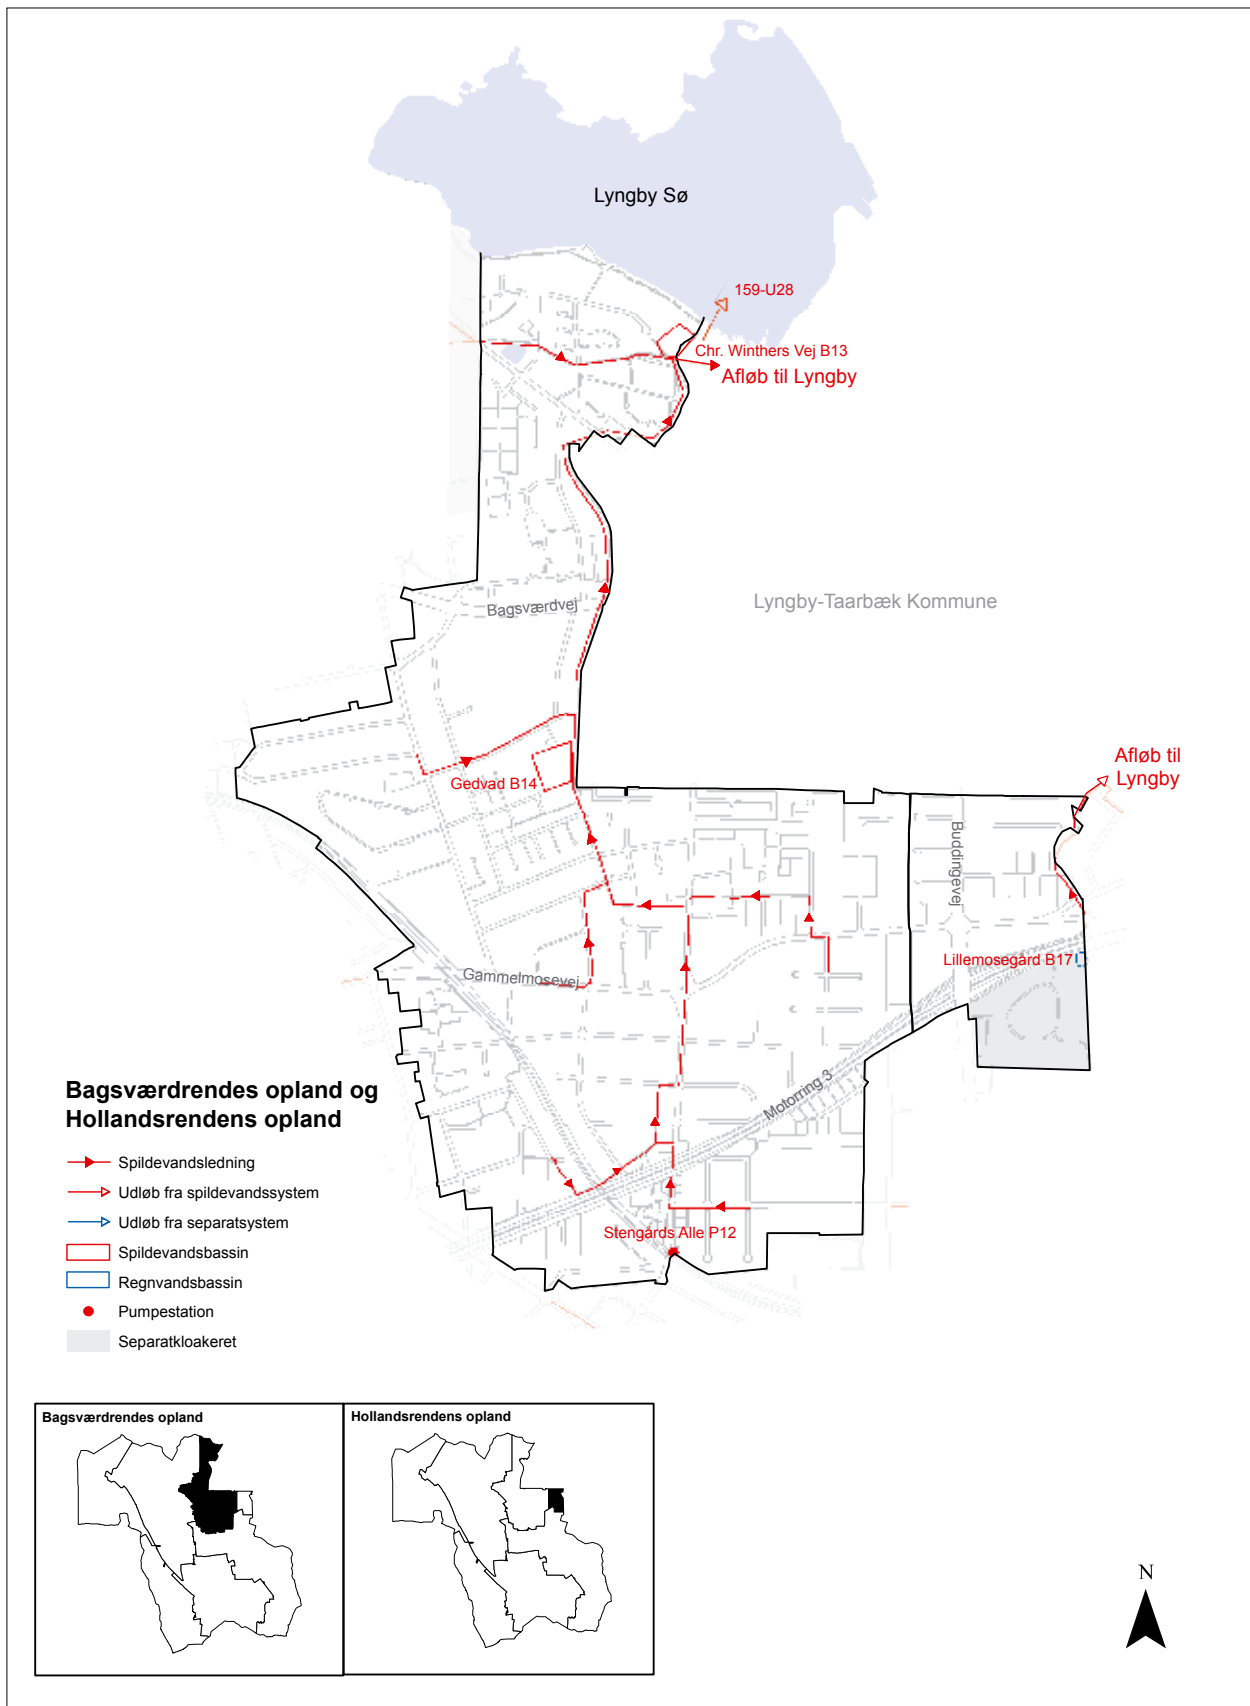 Lyngby Sø
159-U28
Chr. Winthers Vej B13
Afløb til Lyngby
Bagsværdvej
Lyngby-Taarbæk Kommune
Gedvad B14
Afløb til
Lyngby
Buddingevej
Lillemosegård B17
Gammelmosevej
Motorring 3
Stengårds Alle P12
Bagsværdrendes opland og
Hollandsrendens opland
Spildevandsledning
Udløb fra spildevandssystem
Udløb fra separatsystem
Spildevandsbassin
Regnvandsbassin
Pumpestation
Separatkloakeret
Bagsværdrendes opland
Hollandsrendens opland
N